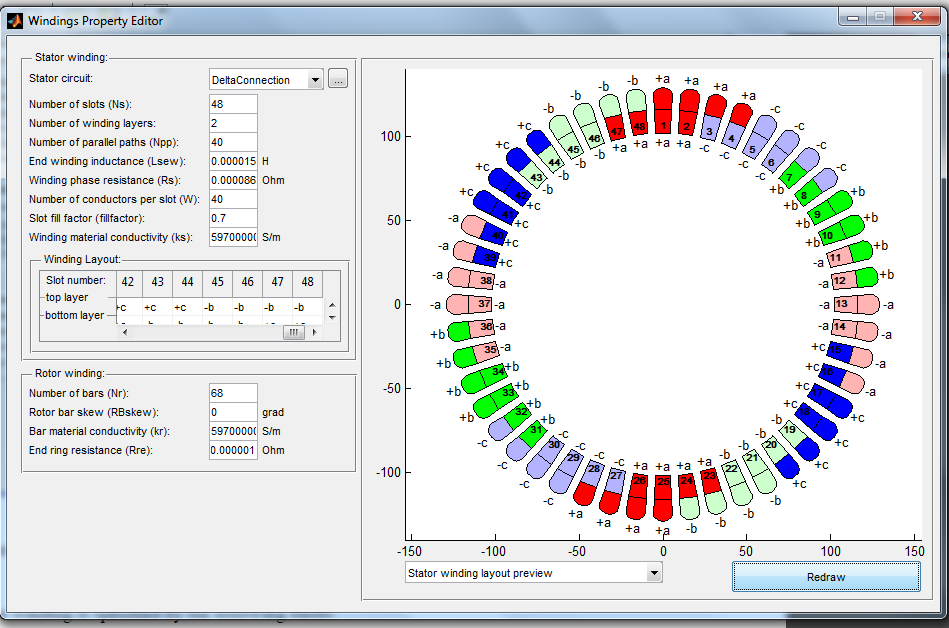 Windings Property Editor
Stator winding:
Stator circuit: DeltaConnection ...
Number of slots (Ns): 48
Number of winding layers: 2
Number of parallel paths (Npp): 40
End winding inductance (Lsew): 0.000015 H
Winding phase resistance (Rs): 0.000086 Ohm
Number of conductors per slot (W): 40
Slot fill factor (fillfactor): 0.7
Winding material conductivity (ks): 5970000( S/m
Winding Layout:
Slot number: 42 43 44 45 46 47 48
top layer +c +c +c -b -b -b -b
bottom layer
Rotor winding:
Number of bars (Nr): 68
Rotor bar skew (RBskew): 0 grad
Bar material conductivity (kr): 5970000( S/m
End ring resistance (Rre): 0.000001 Ohm
100
50
0
-50
-100
-150 -100 -50 0 50 100 150
1 2 3 4 5 6 7 8 9 10 11 12 13 14 15 16 17 18 19 20 21 22 23 24 25 26 27 28 29 30 31 32 33 34 35 36 37 38 39 40 41 42 43 44 45 46 47 48
+a +a +a +a -c -c -c -c +b +b +b +b -a -a -a -a +c +c +c +c -b -b -b -b +a +a +a +a -c -c -c -c +b +b +b +b -a -a -a -a +c +c +c +c -b -b -b -b
+a +a -c -c -c -c +b +b +b +b -a -a -a -a +c +c +c +c -b -b -b -b +a +a +a +a -c -c -c -c +b +b +b +b -a -a -a -a +c +c +c +c -b -b -b -b +a +a
Stator winding layout preview
Redraw